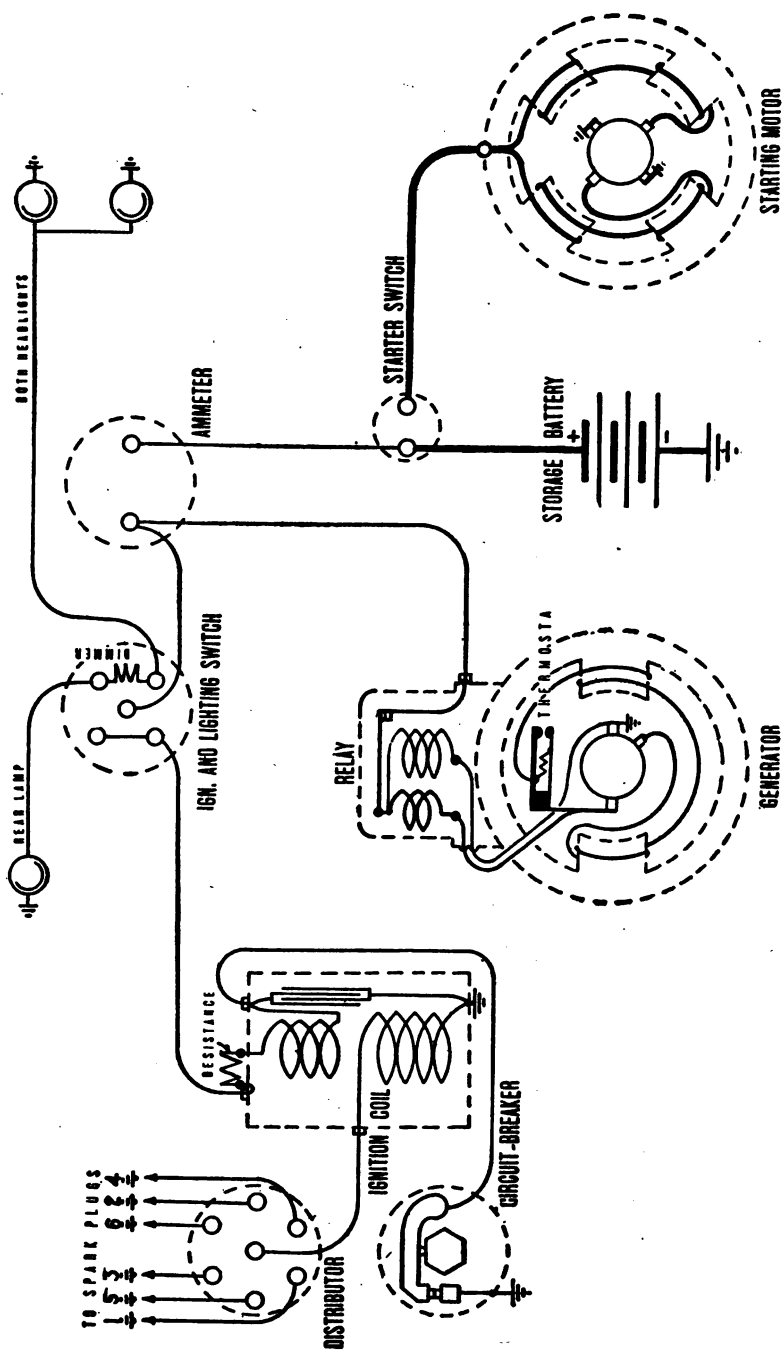 BOTH HEADLIGHTS
REAR LAMP
DIMMER
AMMETER
IGN. AND LIGHTING SWITCH
STARTER SWITCH
STARTING MOTOR
STORAGE BATTERY
+
-
RELAY
THERMOSTA
GENERATOR
RESISTANCE
IGNITION COIL
CIRCUIT-BREAKER
TO SPARK PLUGS
1 5 3 6 2 4
DISTRIBUTOR